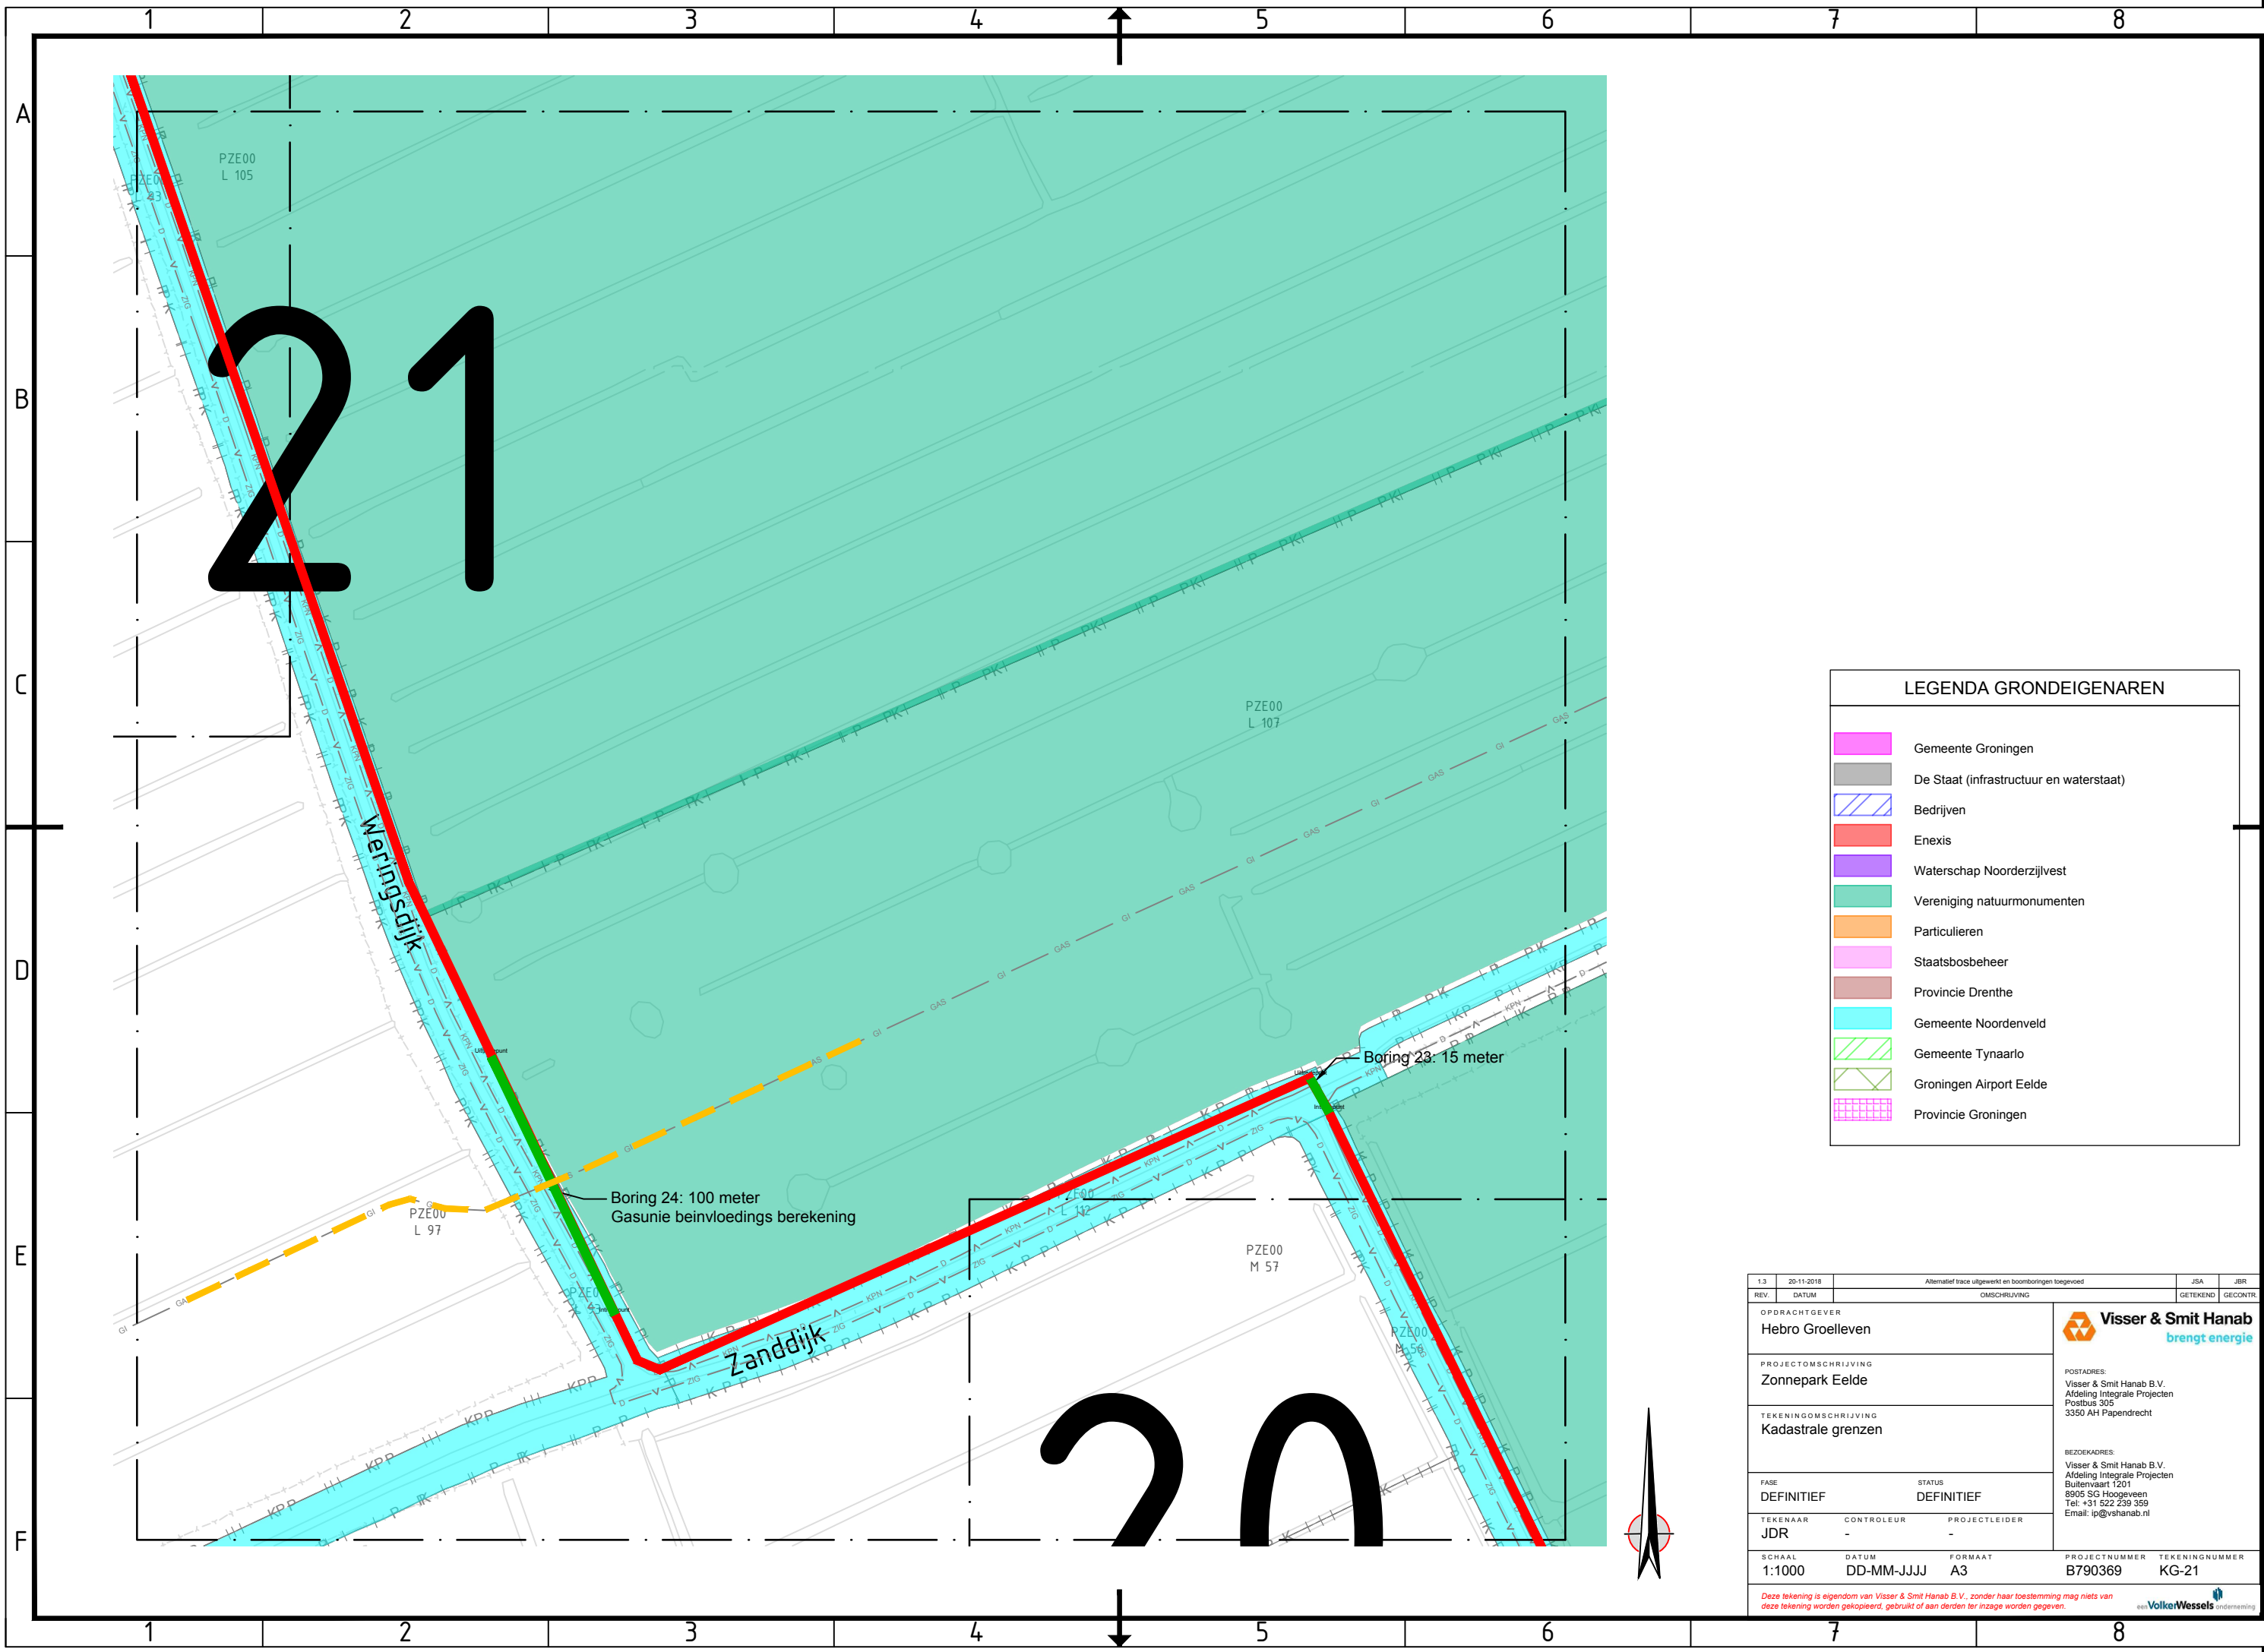 1 2 3 4 5 6 7 8
A
B
C
D
E
F
PZE00
L 105
21
PZE00
L 107
Weringsdijk
Boring 23: 15 meter
Boring 24: 100 meter
Gasunie beinvloedings berekening
PZE00
L 97
L 112
PZE00
M 57
PZE00
M 56
Zanddijk
20
LEGENDA GRONDEIGENAREN
Gemeente Groningen
De Staat (infrastructuur en waterstaat)
Bedrijven
Enexis
Waterschap Noorderzijlvest
Vereniging natuurmonumenten
Particulieren
Staatsbosbeheer
Provincie Drenthe
Gemeente Noordenveld
Gemeente Tynaarlo
Groningen Airport Eelde
Provincie Groningen
1.3 20-11-2018 Alternatief trace uitgewerkt en boomboringen toegevoed JSA JBR
REV. DATUM OMSCHRIJVING GETEKEND GECONTR.
OPDRACHTGEVER
Hebro Groelleven
PROJECTOMSCHRIJVING
Zonnepark Eelde
TEKENINGOMSCHRIJVING
Kadastrale grenzen
FASE STATUS
DEFINITIEF DEFINITIEF
TEKENAAR CONTROLEUR PROJECTLEIDER
JDR - -
Visser & Smit Hanab
brengt energie
POSTADRES:
Visser & Smit Hanab B.V.
Afdeling Integrale Projecten
Postbus 305
3350 AH Papendrecht
BEZOEKADRES:
Visser & Smit Hanab B.V.
Afdeling Integrale Projecten
Buitenvaart 1201
8905 SG Hoogeveen
Tel: +31 522 239 359
Email: ip@vshanab.nl
SCHAAL DATUM FORMAAT PROJECTNUMMER TEKENINGNUMMER
1:1000 DD-MM-JJJJ A3 B790369 KG-21
Deze tekening is eigendom van Visser & Smit Hanab B.V., zonder haar toestemming mag niets van
deze tekening worden gekopieerd, gebruikt of aan derden ter inzage worden gegeven.
een VolkerWessels onderneming
1 2 3 4 5 6 7 8